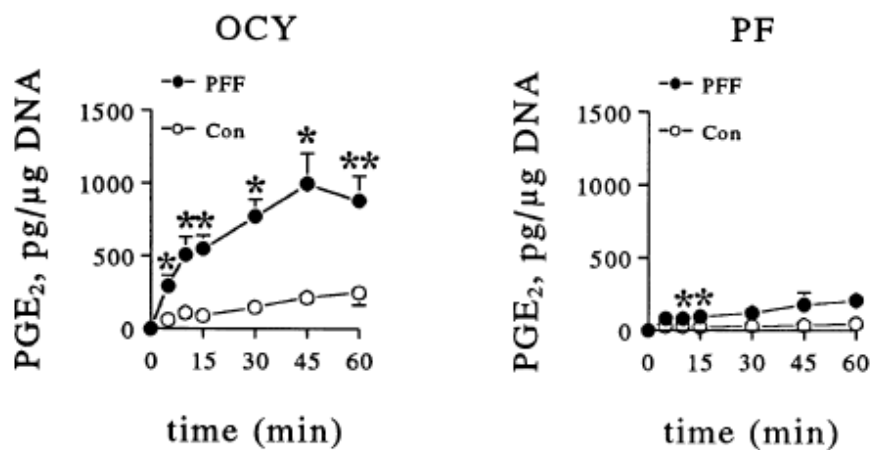 OCY
PGE₂, pg/µg DNA
PFF
Con
1500
1000
500
0
* ** * * **
0 15 30 45 60
time (min)
PF
PGE₂, pg/µg DNA
PFF
Con
1500
1000
500
0
**
0 15 30 45 60
time (min)